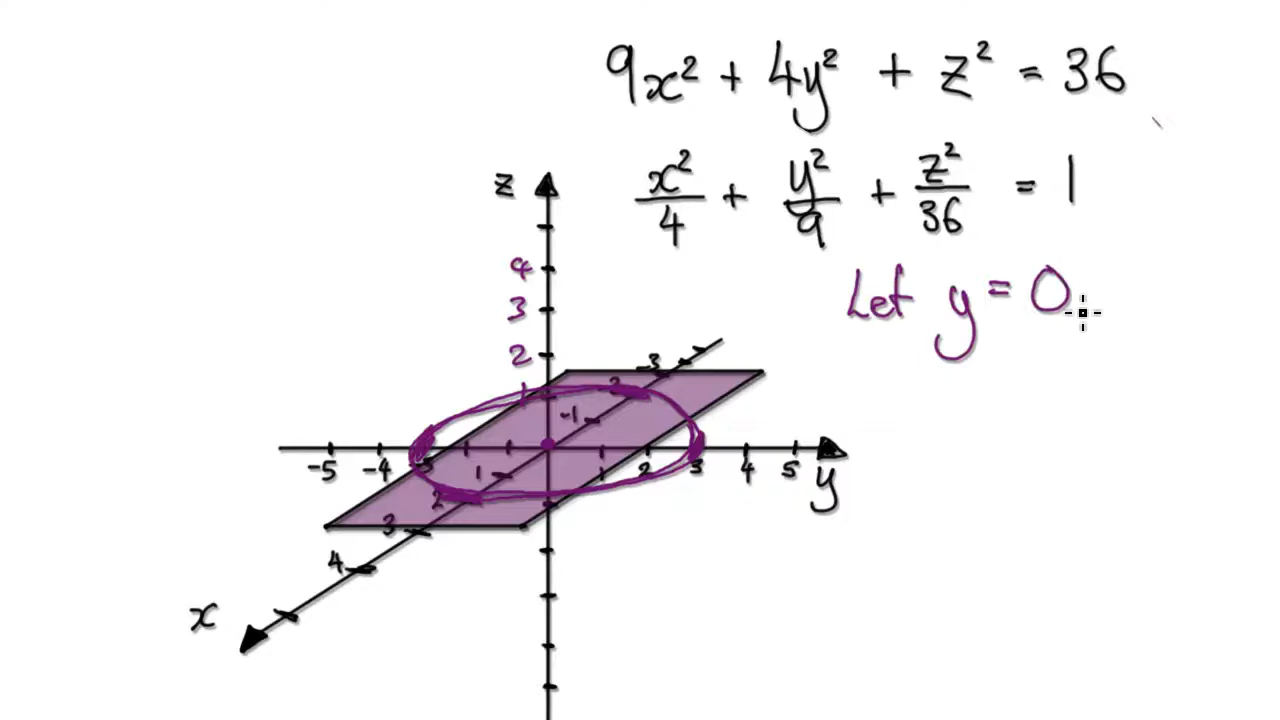 9x² + 4y² + z² = 36
x²/4 + y²/9 + z²/36 = 1
z
Let y = 0
4
3
2
1
-3
-2
-1
-5 -4 -3 1 2 3 4 5
y
1
2
3
4
x